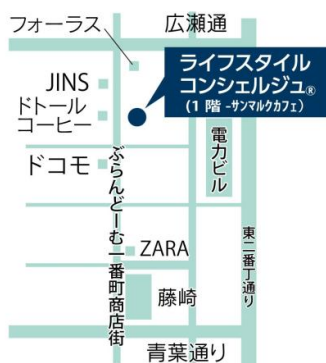 フォーラス
広瀬通
ライフスタイル
コンシェルジュ®
(1階-サンマルクカフェ)
JINS
ドトール
コーヒー
電力ビル
ドコモ
ぶらんどーむ一番町商店街
東二番丁通り
ZARA
藤崎
青葉通り